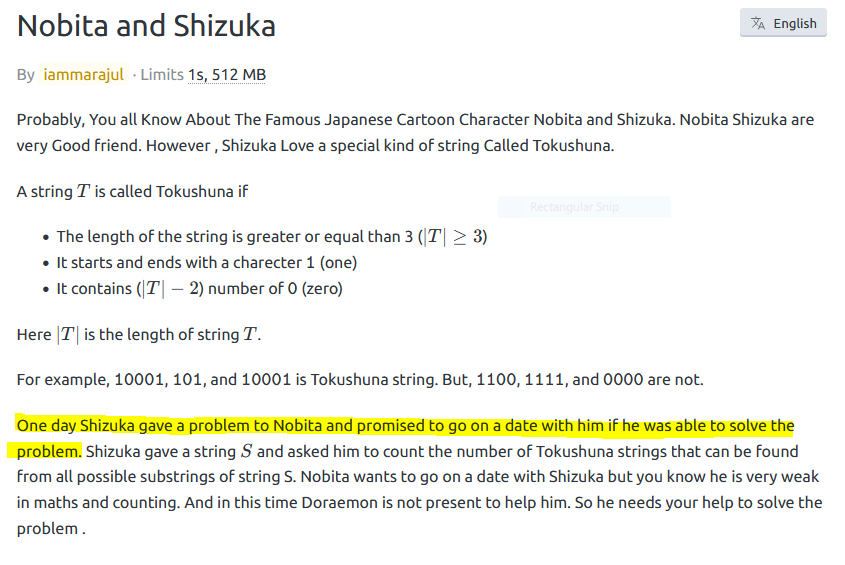 Nobita and Shizuka
English
By iammarajul · Limits 1s, 512 MB
Probably, You all Know About The Famous Japanese Cartoon Character Nobita and Shizuka. Nobita Shizuka are
very Good friend. However , Shizuka Love a special kind of string Called Tokushuna.
Rectangular Snip
A string T is called Tokushuna if
• The length of the string is greater or equal than 3 (|T| ≥ 3)
• It starts and ends with a charecter 1 (one)
• It contains (|T| − 2) number of 0 (zero)
Here |T| is the length of string T.
For example, 10001, 101, and 10001 is Tokushuna string. But, 1100, 1111, and 0000 are not.
One day Shizuka gave a problem to Nobita and promised to go on a date with him if he was able to solve the
problem. Shizuka gave a string S and asked him to count the number of Tokushuna strings that can be found
from all possible substrings of string S. Nobita wants to go on a date with Shizuka but you know he is very weak
in maths and counting. And in this time Doraemon is not present to help him. So he needs your help to solve the
problem .